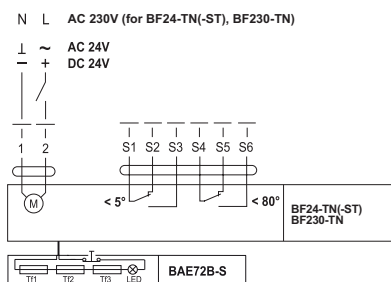 N L AC 230V (for BF24-TN(-ST), BF230-TN)
⊥ ~ AC 24V
− + DC 24V
1 2 S1 S2 S3 S4 S5 S6
M < 5° < 80° BF24-TN(-ST)
BF230-TN
BAE72B-S
Tf1 Tf2 Tf3 LED